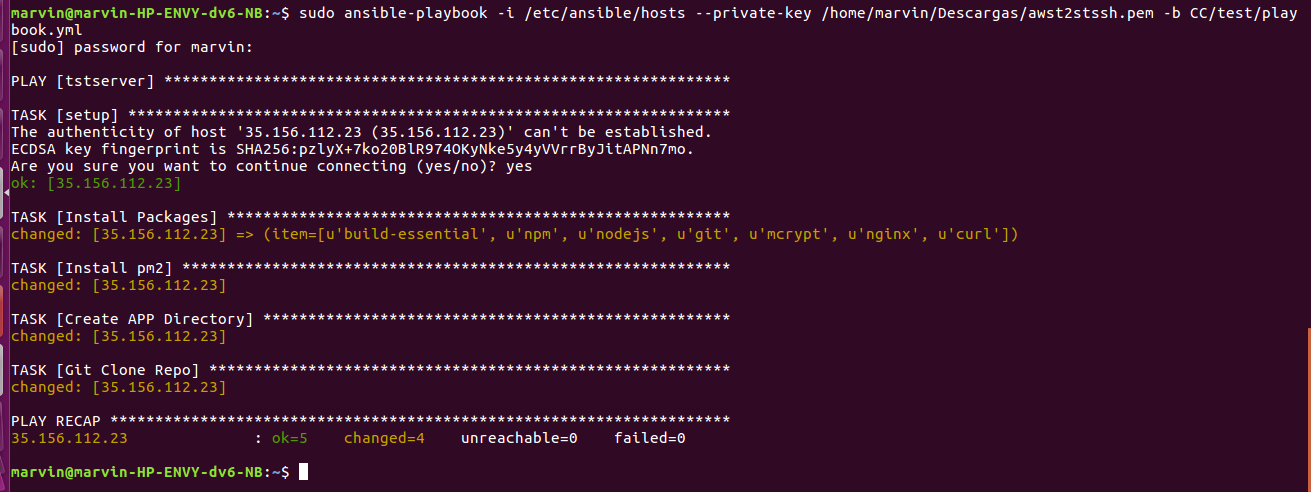 marvin@marvin-HP-ENVY-dv6-NB:~$ sudo ansible-playbook -i /etc/ansible/hosts --private-key /home/marvin/Descargas/awst2stssh.pem -b CC/test/play
book.yml
[sudo] password for marvin:
PLAY [tstserver] ***************************************************************
TASK [setup] *******************************************************************
The authenticity of host '35.156.112.23 (35.156.112.23)' can't be established.
ECDSA key fingerprint is SHA256:pzlyX+7ko20BlR974OKyNke5y4yVVrrByJitAPNn7mo.
Are you sure you want to continue connecting (yes/no)? yes
ok: [35.156.112.23]
TASK [Install Packages] ********************************************************
changed: [35.156.112.23] => (item=[u'build-essential', u'npm', u'nodejs', u'git', u'mcrypt', u'nginx', u'curl'])
TASK [Install pm2] *************************************************************
changed: [35.156.112.23]
TASK [Create APP Directory] ****************************************************
changed: [35.156.112.23]
TASK [Git Clone Repo] **********************************************************
changed: [35.156.112.23]
PLAY RECAP *********************************************************************
35.156.112.23              : ok=5    changed=4    unreachable=0    failed=0
marvin@marvin-HP-ENVY-dv6-NB:~$